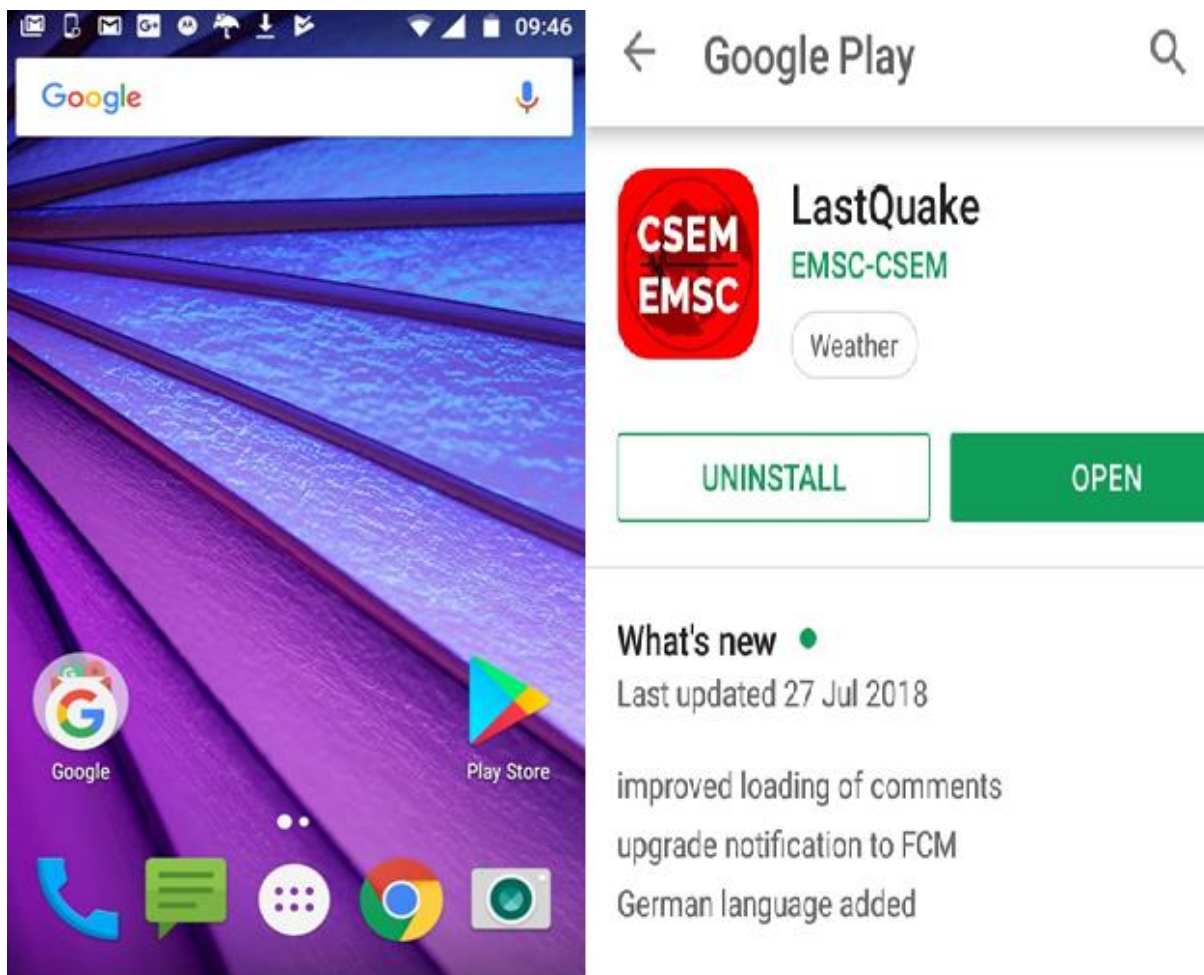 09:46
Google
Google
Play Store
Google Play
CSEM
EMSC
LastQuake
EMSC-CSEM
Weather
UNINSTALL
OPEN
What's new
Last updated 27 Jul 2018
improved loading of comments
upgrade notification to FCM
German language added